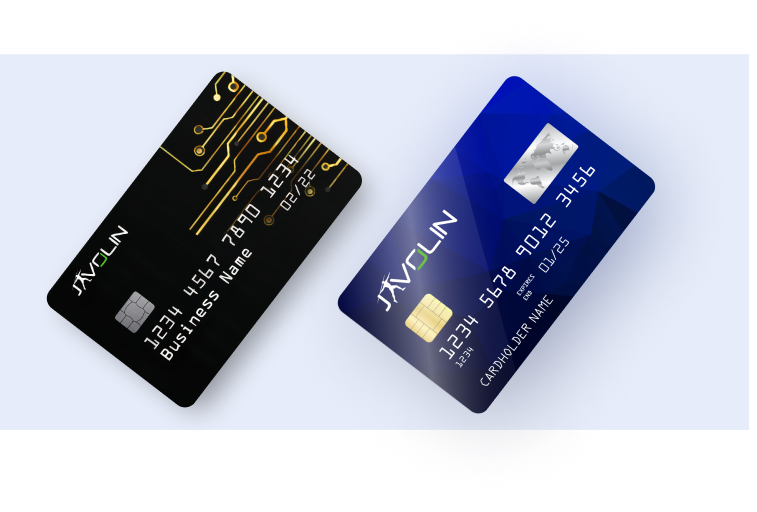 JAVOLIN
1234 4567 7890 1234
02/22
Business Name
JAVOLIN
1234 5678 9012 3456
1234
EXPIRES
END
01/25
CARDHOLDER NAME